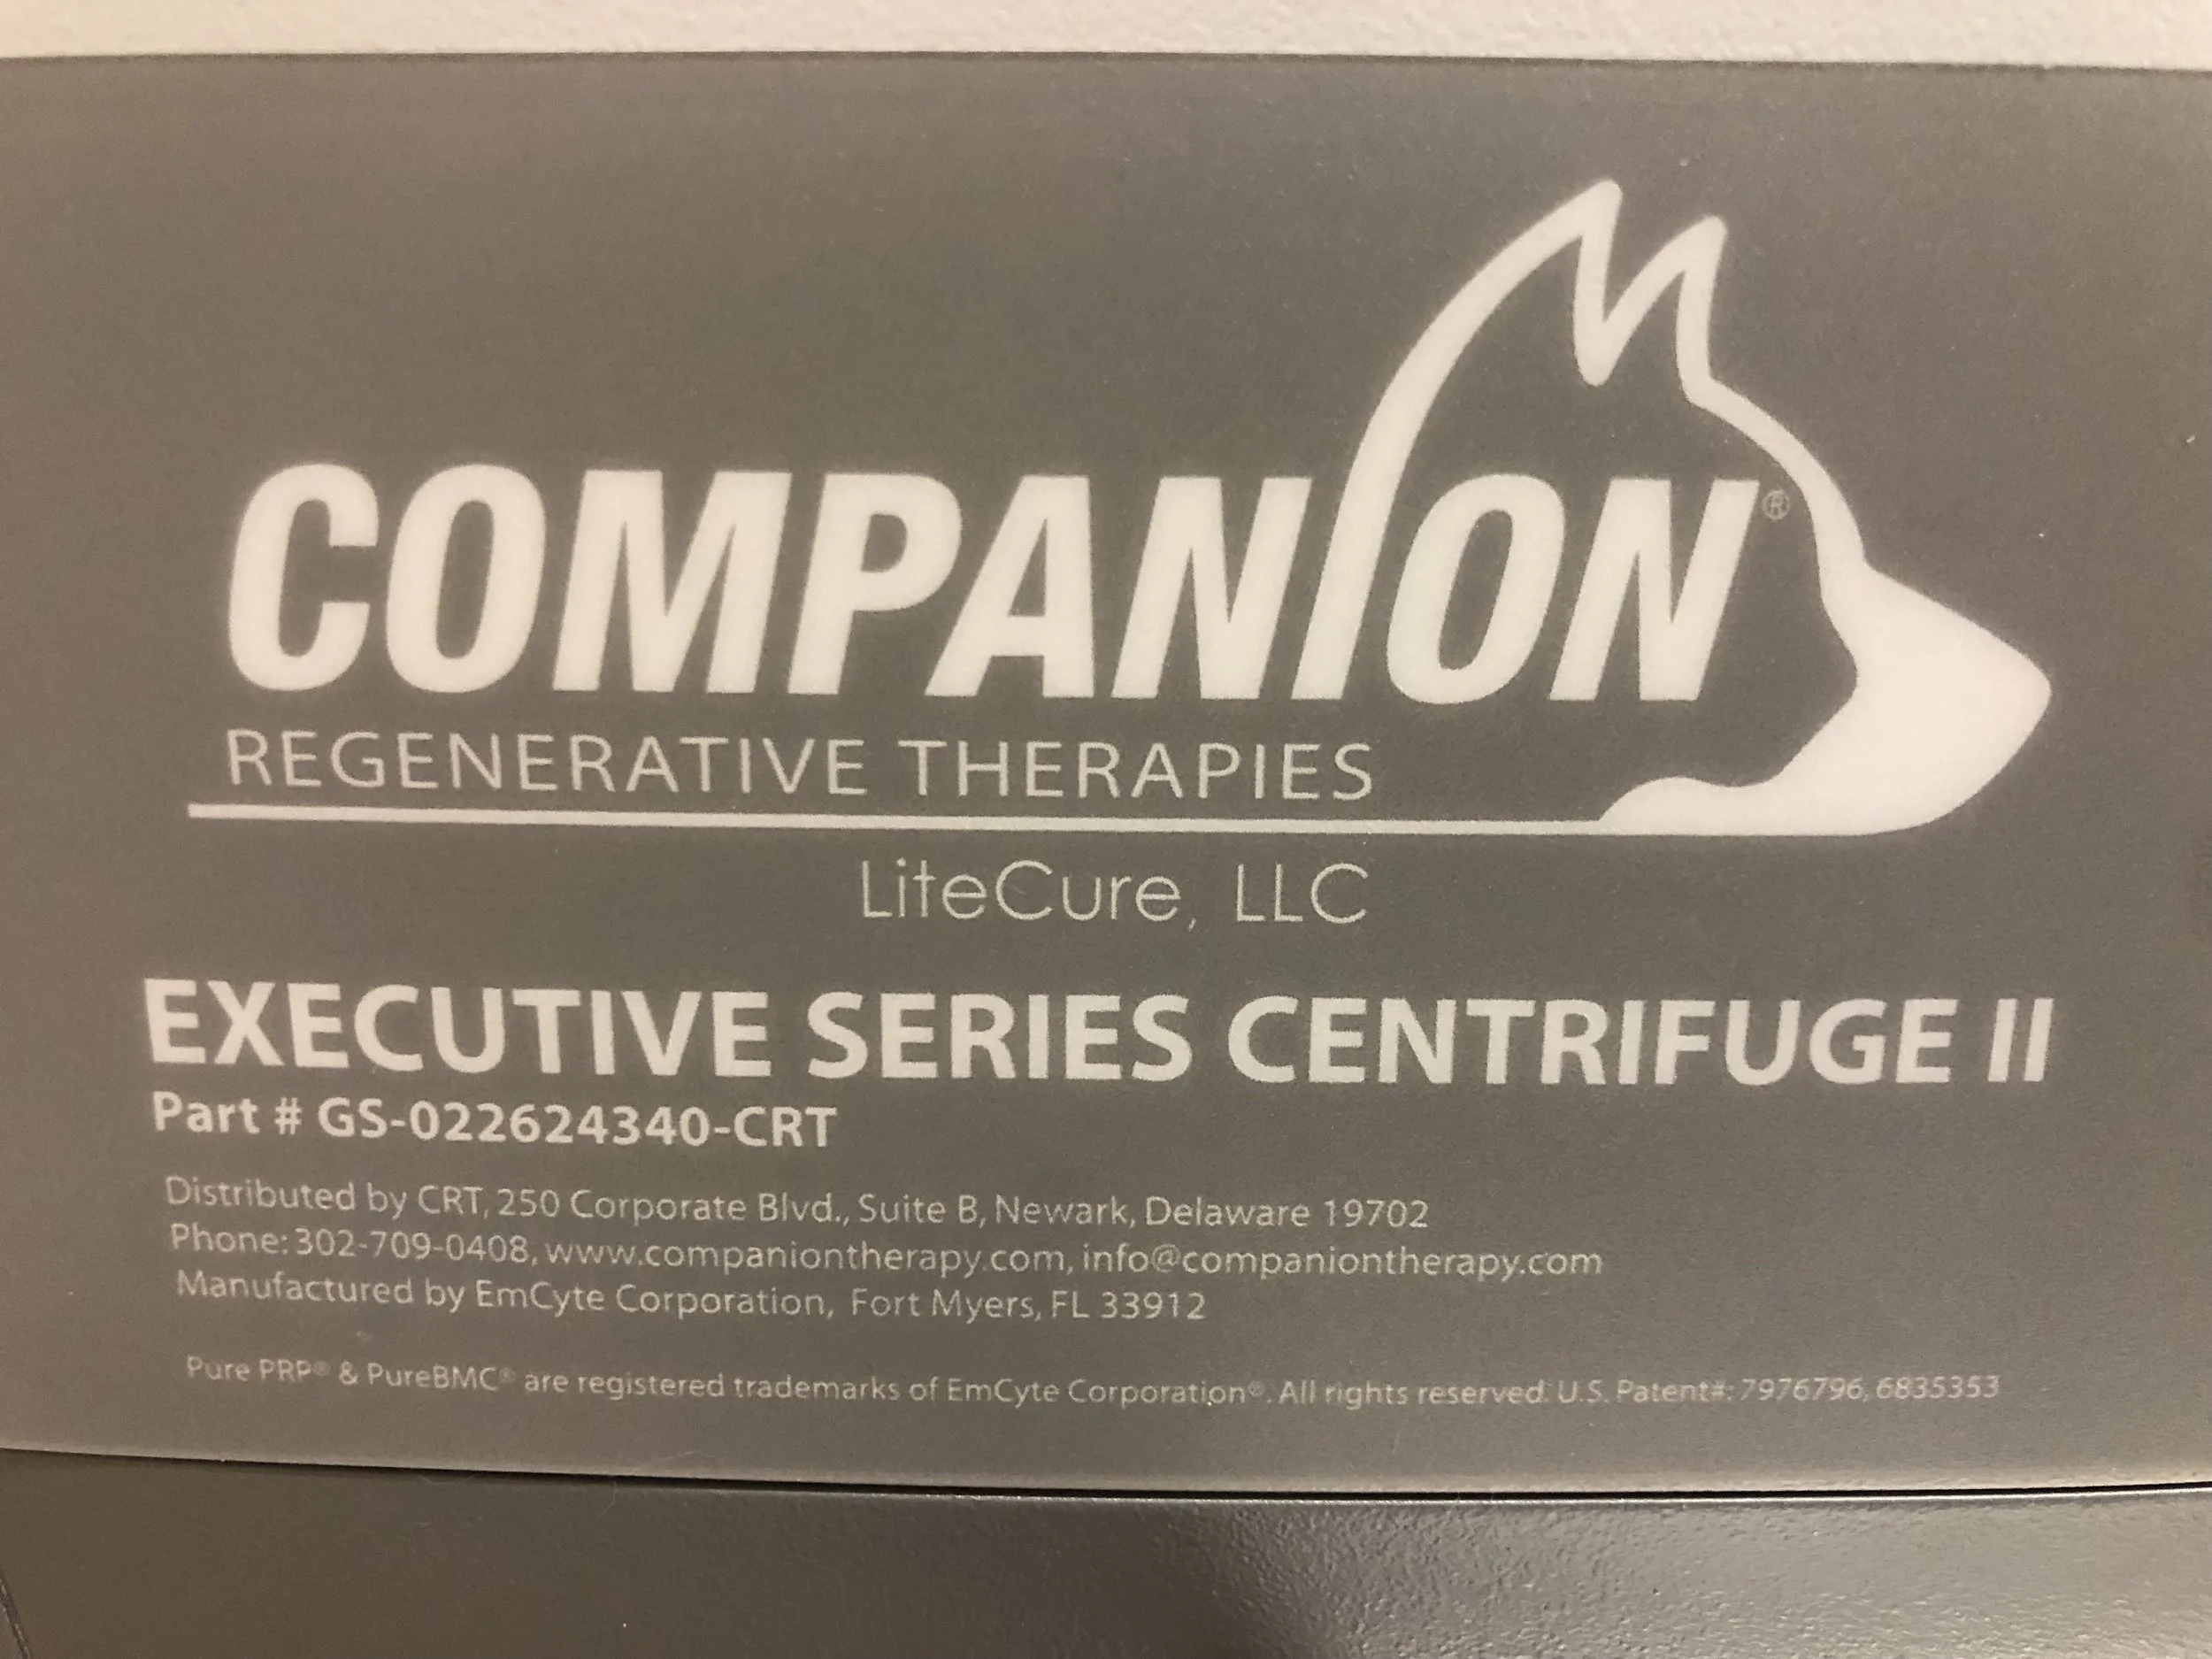 COMPANION®
REGENERATIVE THERAPIES
LiteCure, LLC
EXECUTIVE SERIES CENTRIFUGE II
Part # GS-022624340-CRT
Distributed by CRT, 250 Corporate Blvd., Suite B, Newark, Delaware 19702
Phone: 302-709-0408, www.companiontherapy.com, info@companiontherapy.com
Manufactured by EmCyte Corporation, Fort Myers, FL 33912
Pure PRP® & PureBMC® are registered trademarks of EmCyte Corporation®. All rights reserved. U.S. Patent#: 7976796, 6835353